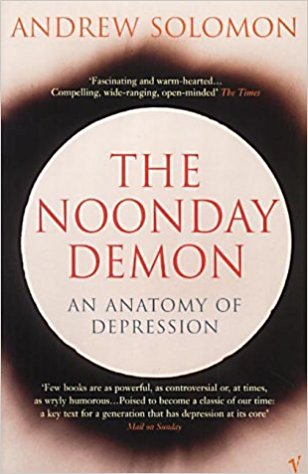 ANDREW SOLOMON
‘Fascinating and warm-hearted…
Compelling, wide-ranging, open-minded’ The Times
THE
NOONDAY
DEMON
AN ANATOMY OF
DEPRESSION
‘Few books are as powerful, as controversial or, at times,
as wryly humorous…Poised to become a classic of our time:
a key text for a generation that has depression at its core’
Mail on Sunday
V